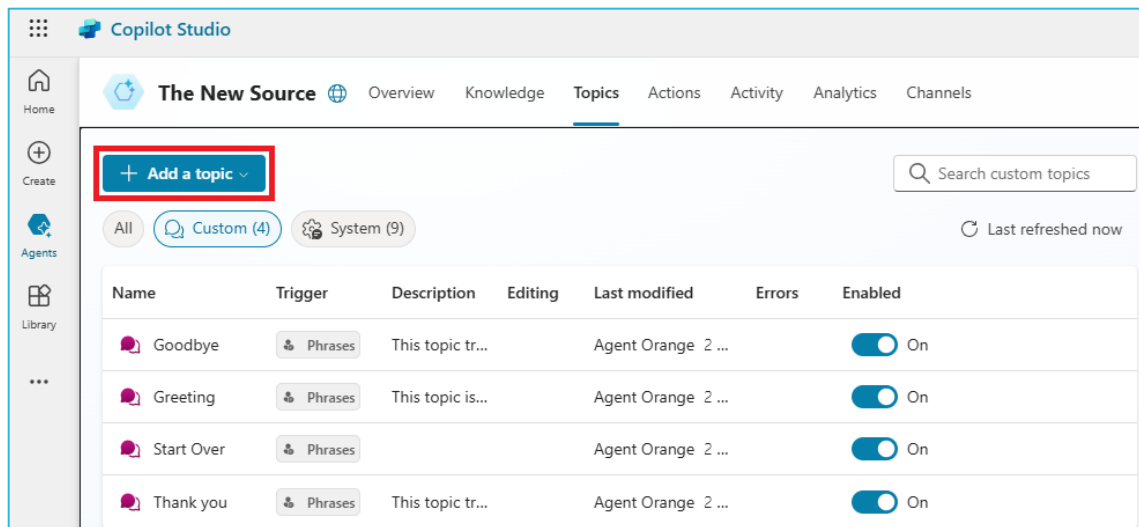 Copilot Studio
Home
Create
Agents
Library
The New Source Overview Knowledge Topics Actions Activity Analytics Channels
Add a topic
Search custom topics
All Custom (4) System (9)
Last refreshed now
Name Trigger Description Editing Last modified Errors Enabled
Goodbye Phrases This topic tr... Agent Orange 2 ... On
Greeting Phrases This topic is... Agent Orange 2 ... On
Start Over Phrases Agent Orange 2 ... On
Thank you Phrases This topic tr... Agent Orange 2 ... On